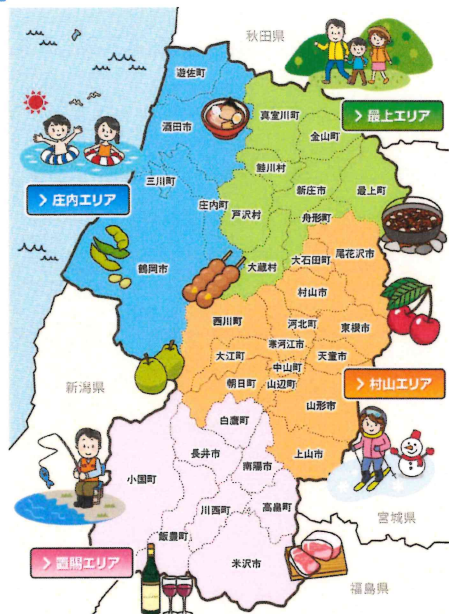 秋田県
遊佐町
真室川町
酒田市
> 最上エリア
金山町
鮭川村
三川町
新庄市
最上町
> 庄内エリア
庄内町
戸沢村
舟形町
尾花沢市
大石田町
鶴岡市
大蔵村
村山市
西川町
河北町
東根市
寒河江市
大江町
天童市
中山町
新潟県
朝日町
山辺町
> 村山エリア
山形市
白鷹町
長井市
上山市
南陽市
小国町
川西町
高畠町
宮城県
飯豊町
> 置賜エリア
米沢市
福島県